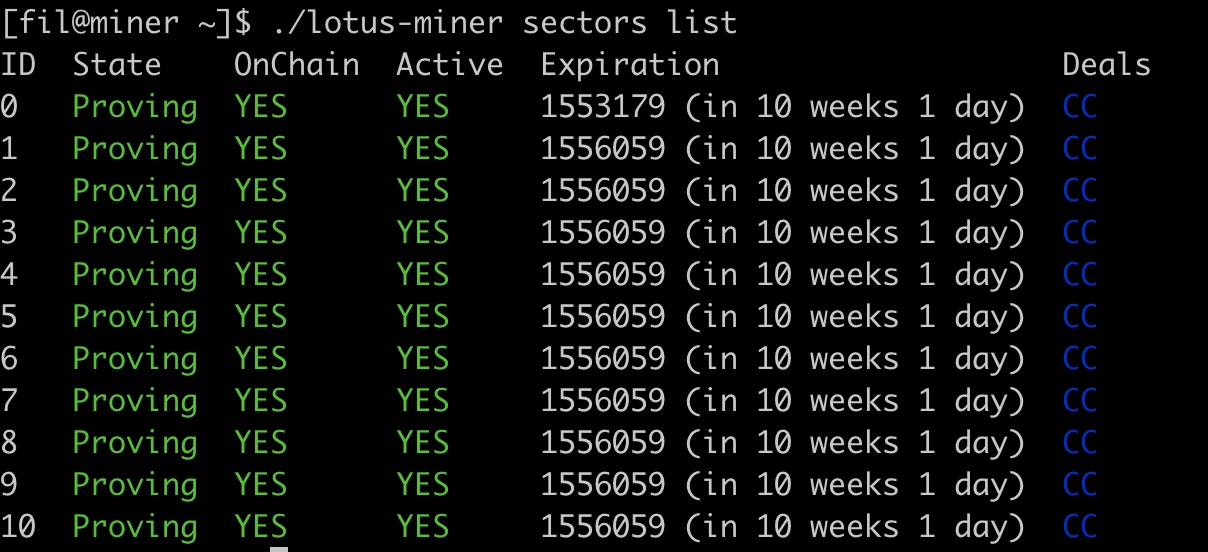 [fil@miner ~]$ ./lotus-miner sectors list
ID  State    OnChain  Active  Expiration                   Deals
0   Proving  YES      YES     1553179 (in 10 weeks 1 day)  CC
1   Proving  YES      YES     1556059 (in 10 weeks 1 day)  CC
2   Proving  YES      YES     1556059 (in 10 weeks 1 day)  CC
3   Proving  YES      YES     1556059 (in 10 weeks 1 day)  CC
4   Proving  YES      YES     1556059 (in 10 weeks 1 day)  CC
5   Proving  YES      YES     1556059 (in 10 weeks 1 day)  CC
6   Proving  YES      YES     1556059 (in 10 weeks 1 day)  CC
7   Proving  YES      YES     1556059 (in 10 weeks 1 day)  CC
8   Proving  YES      YES     1556059 (in 10 weeks 1 day)  CC
9   Proving  YES      YES     1556059 (in 10 weeks 1 day)  CC
10  Proving  YES      YES     1556059 (in 10 weeks 1 day)  CC